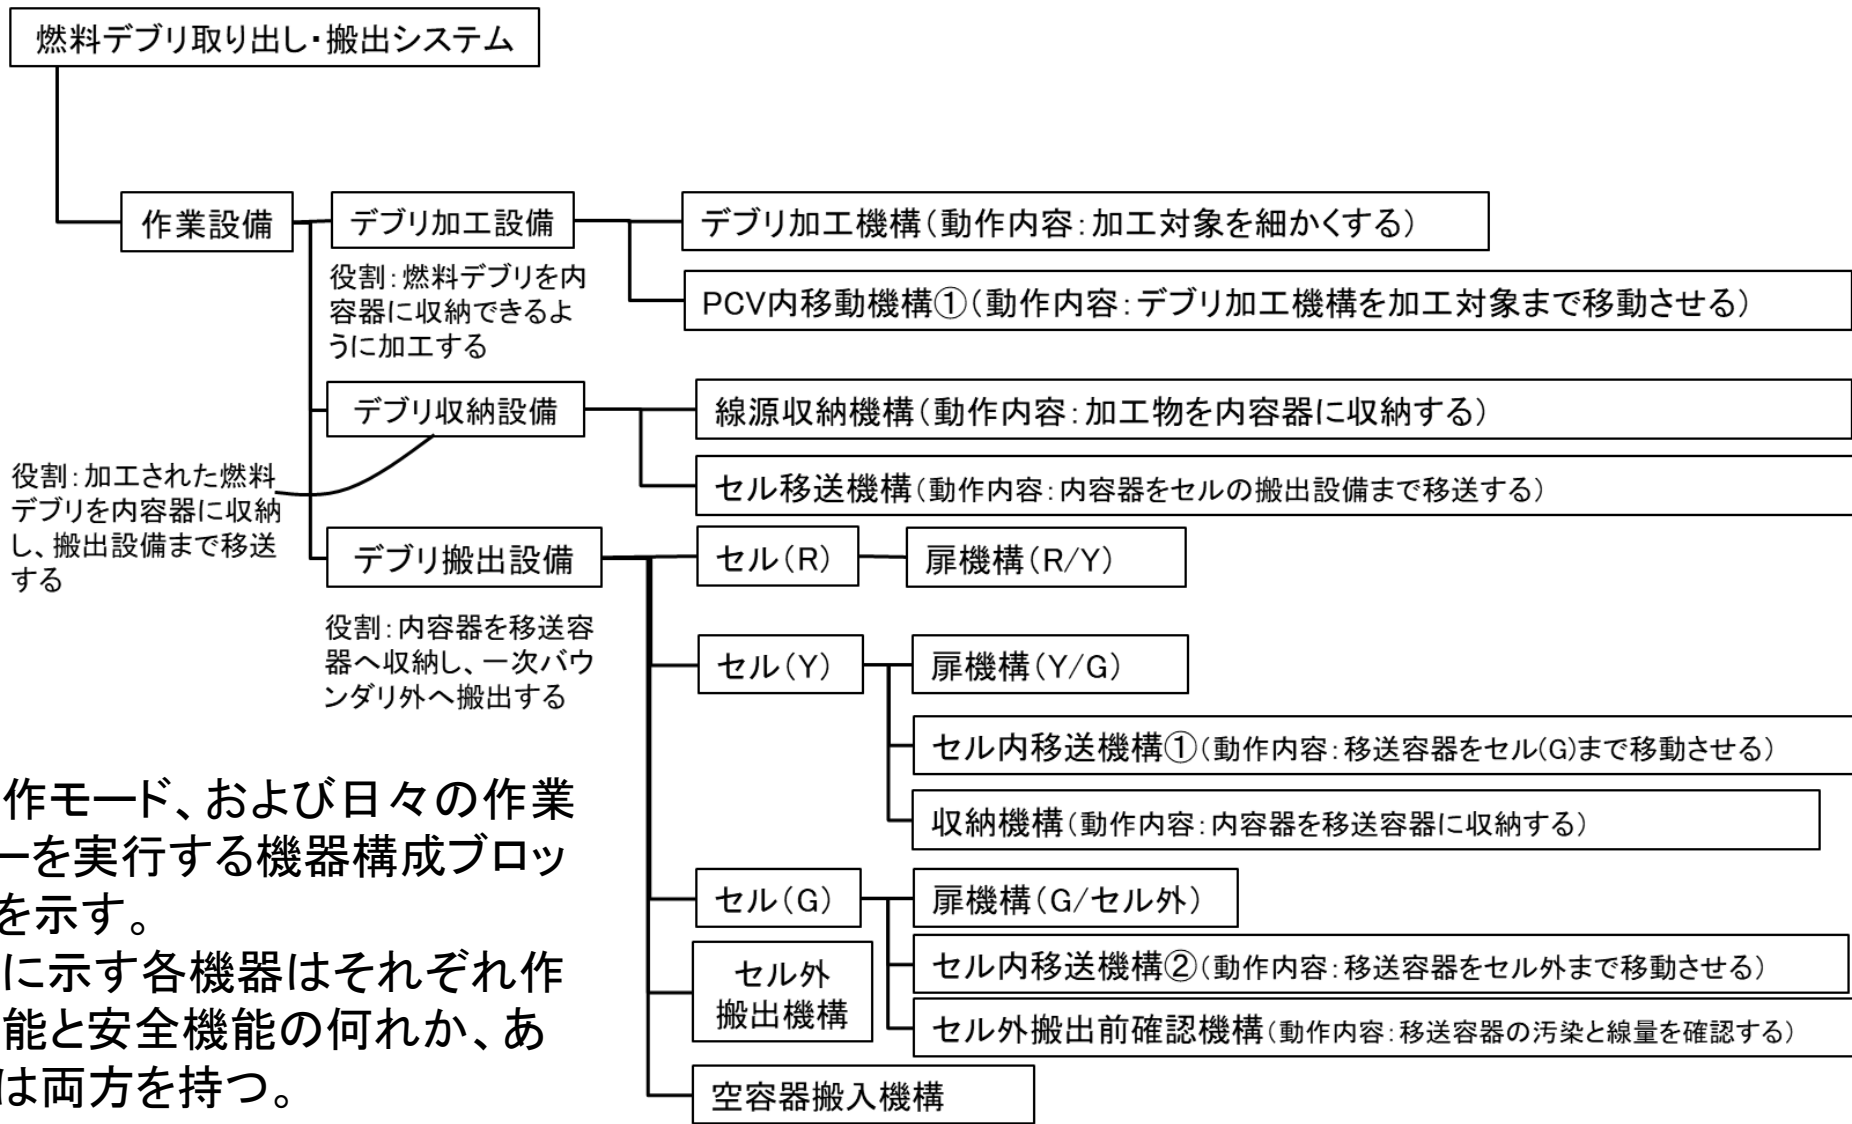 燃料デブリ取り出し・搬出システム
作業設備
デブリ加工設備
役割：燃料デブリを内
容器に収納できるよ
うに加工する
デブリ加工機構（動作内容：加工対象を細かくする）
PCV内移動機構①（動作内容：デブリ加工機構を加工対象まで移動させる）
デブリ収納設備
役割：加工された燃料
デブリを内容器に収納
し、搬出設備まで移送
する
線源収納機構（動作内容：加工物を内容器に収納する）
セル移送機構（動作内容：内容器をセルの搬出設備まで移送する）
デブリ搬出設備
役割：内容器を移送容
器へ収納し、一次バウ
ンダリ外へ搬出する
セル（R）
扉機構（R/Y）
セル（Y）
扉機構（Y/G）
セル内移送機構①（動作内容：移送容器をセル(G)まで移動させる）
収納機構（動作内容：内容器を移送容器に収納する）
セル（G）
扉機構（G/セル外）
セル内移送機構②（動作内容：移送容器をセル外まで移動させる）
セル外搬出前確認機構（動作内容：移送容器の汚染と線量を確認する）
セル外
搬出機構
空容器搬入機構
作モード、および日々の作業
ーを実行する機器構成ブロッ
を示す。
に示す各機器はそれぞれ作
能と安全機能の何れか、あ
は両方を持つ。